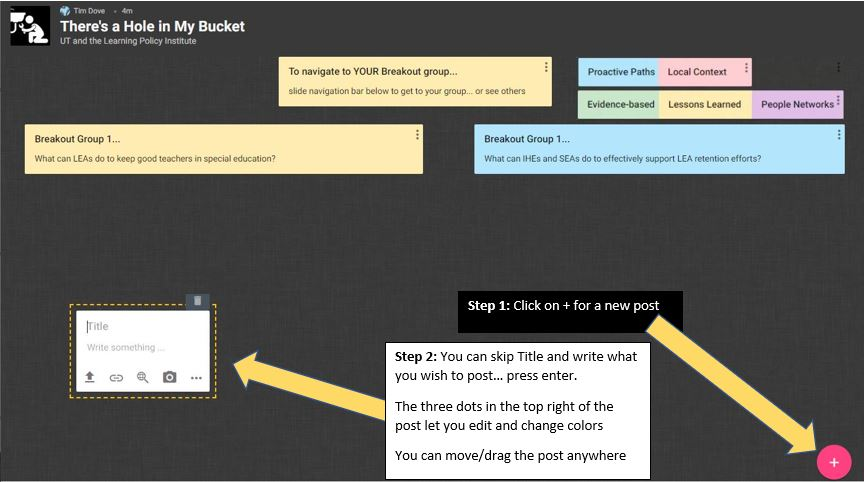 Tim Dove • 4m
There's a Hole in My Bucket
UT and the Learning Policy Institute
To navigate to YOUR Breakout group...
slide navigation bar below to get to your group... or see others
Proactive Paths
Local Context
Evidence-based
Lessons Learned
People Networks
Breakout Group 1...
What can LEAs do to keep good teachers in special education?
Breakout Group 1...
What can IHEs and SEAs do to effectively support LEA retention efforts?
Title
Write something ...
Step 1: Click on + for a new post
Step 2: You can skip Title and write what
you wish to post... press enter.
The three dots in the top right of the
post let you edit and change colors
You can move/drag the post anywhere
+